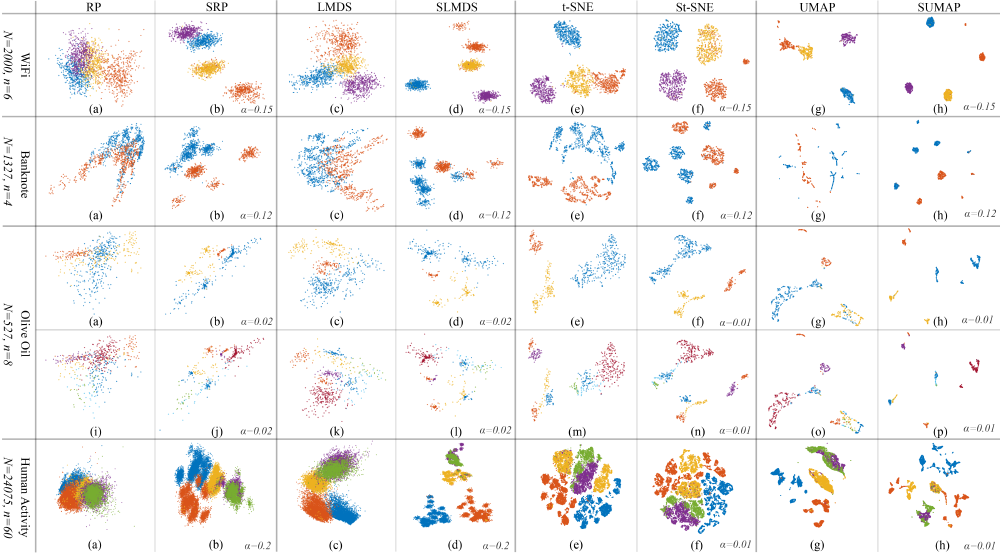 RP SRP LMDS SLMDS t-SNE St-SNE UMAP SUMAP
WiFi
N=2000, n=6
(a) (b) α=0.15 (c) (d) α=0.15 (e) (f) α=0.15 (g) (h) α=0.15
Banknote
N=1327, n=4
(a) (b) α=0.12 (c) (d) α=0.12 (e) (f) α=0.12 (g) (h) α=0.12
Olive Oil
N=527, n=8
(a) (b) α=0.02 (c) (d) α=0.02 (e) (f) α=0.01 (g) (h) α=0.01
(i) (j) α=0.02 (k) (l) α=0.02 (m) (n) α=0.01 (o) (p) α=0.01
Human Activity
N=24075, n=60
(a) (b) α=0.2 (c) (d) α=0.2 (e) (f) α=0.01 (g) (h) α=0.01